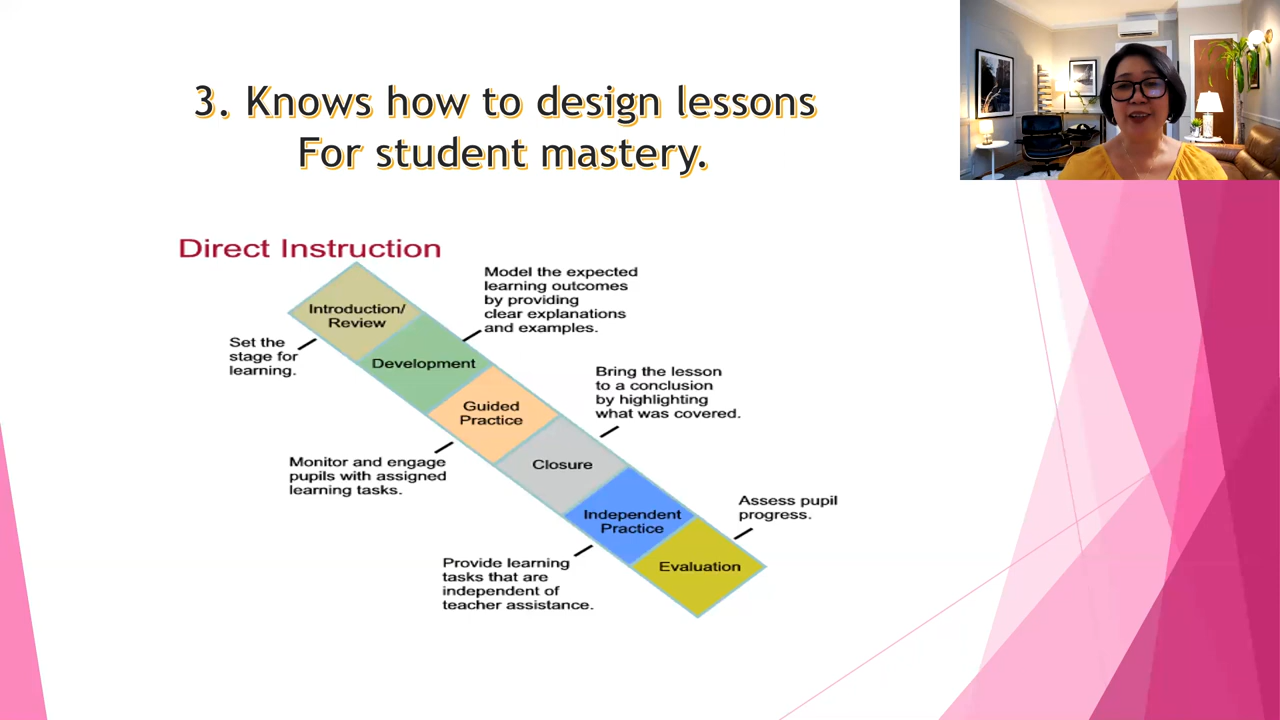 3. Knows how to design lessons
For student mastery.
Direct Instruction
Introduction/
Review
Set the
stage for
learning.
Development
Model the expected
learning outcomes
by providing
clear explanations
and examples.
Guided
Practice
Monitor and engage
pupils with assigned
learning tasks.
Closure
Bring the lesson
to a conclusion
by highlighting
what was covered.
Independent
Practice
Provide learning
tasks that are
independent of
teacher assistance.
Evaluation
Assess pupil
progress.